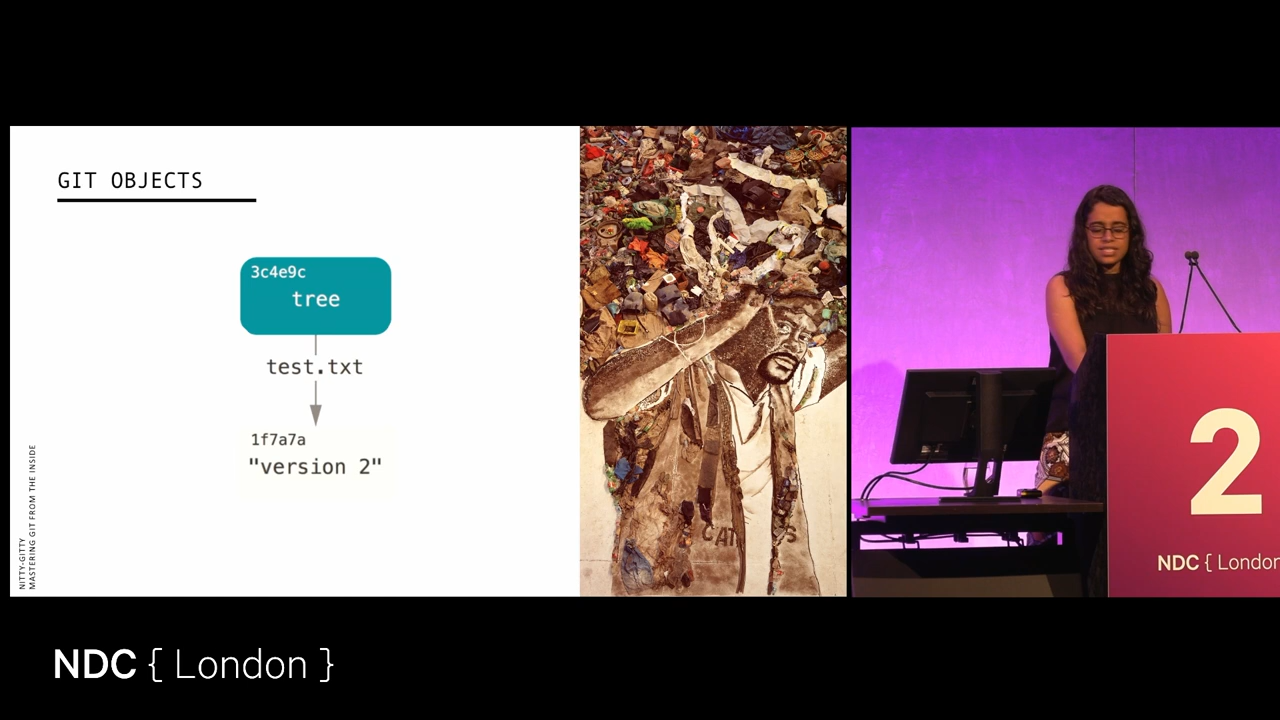 GIT OBJECTS
3c4e9c
tree
test.txt
1f7a7a
"version 2"
NITTY-GITTY
MASTERING GIT FROM THE INSIDE
2
NDC { London
NDC { London }